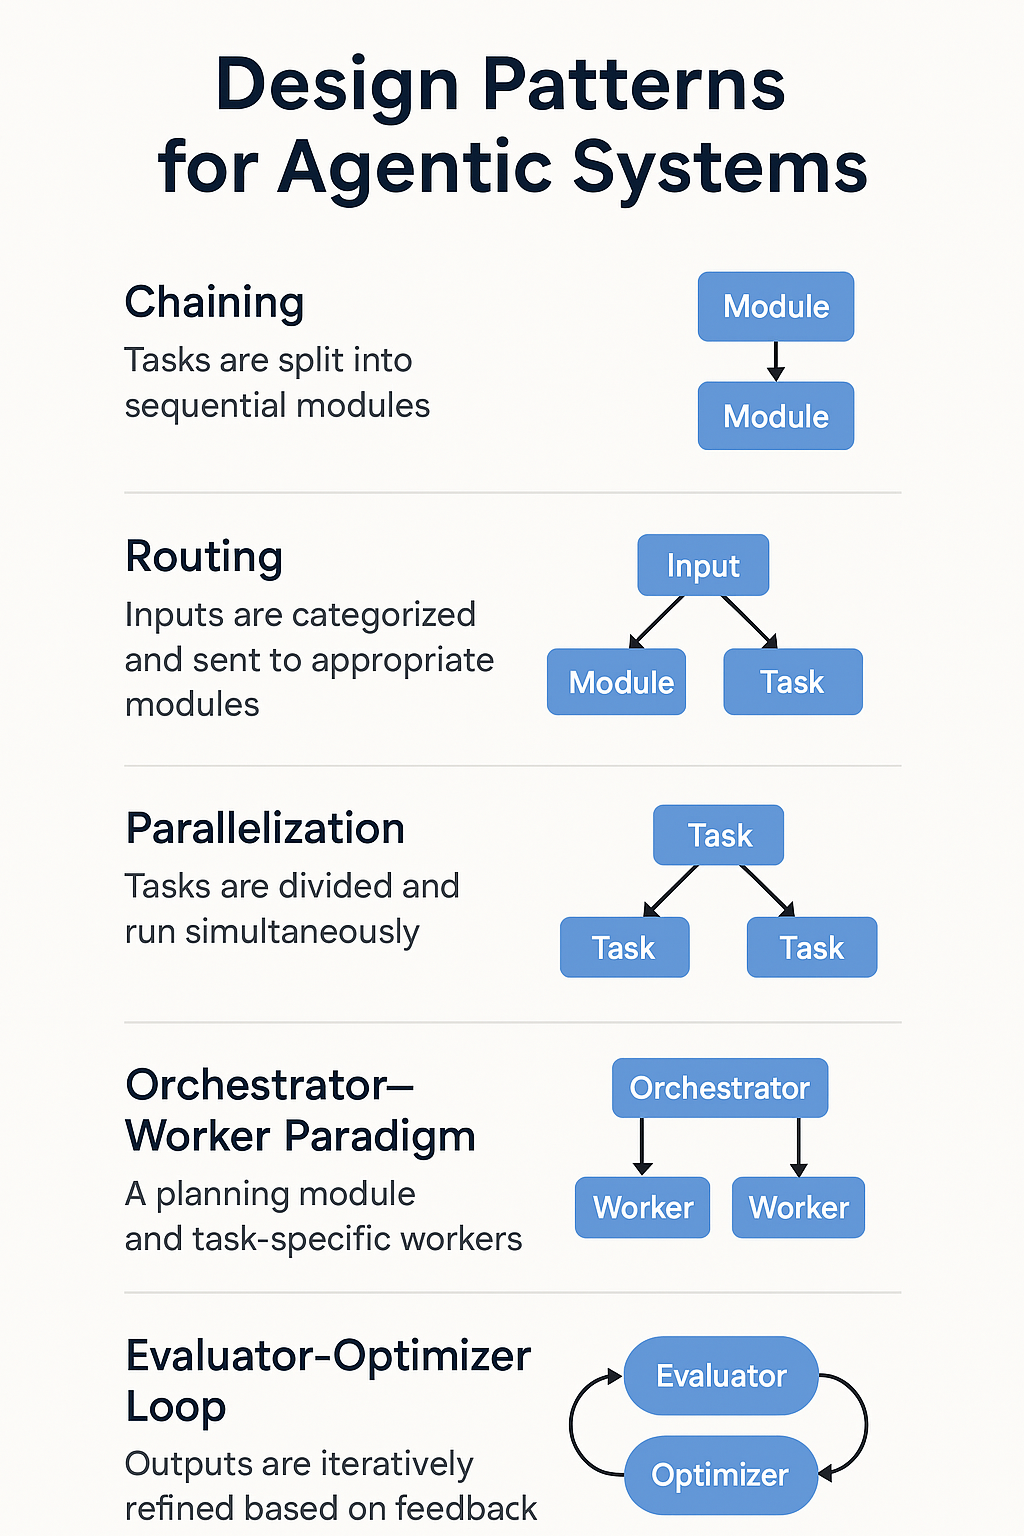 Design Patterns
for Agentic Systems
Chaining
Tasks are split into
sequential modules
Module
Module
Routing
Inputs are categorized
and sent to appropriate
modules
Input
Module
Task
Parallelization
Tasks are divided and
run simultaneously
Task
Task
Task
Orchestrator–
Worker Paradigm
A planning module
and task-specific workers
Orchestrator
Worker
Worker
Evaluator-Optimizer
Loop
Outputs are iteratively
refined based on feedback
Evaluator
Optimizer